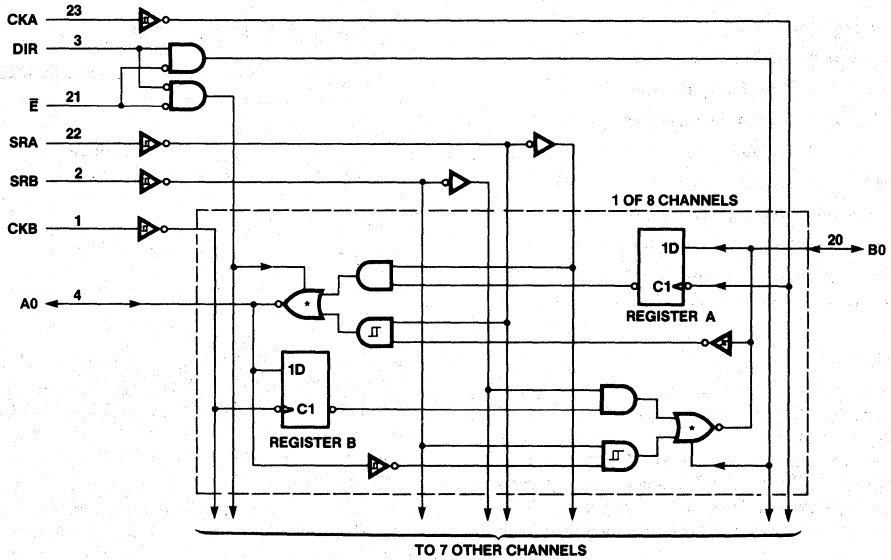 CKA 23
DIR 3
E̅ 21
SRA 22
SRB 2
CKB 1
1 OF 8 CHANNELS
1D
C1
REGISTER A
20 B0
A0 4
*
1D
C1
REGISTER B
*
TO 7 OTHER CHANNELS